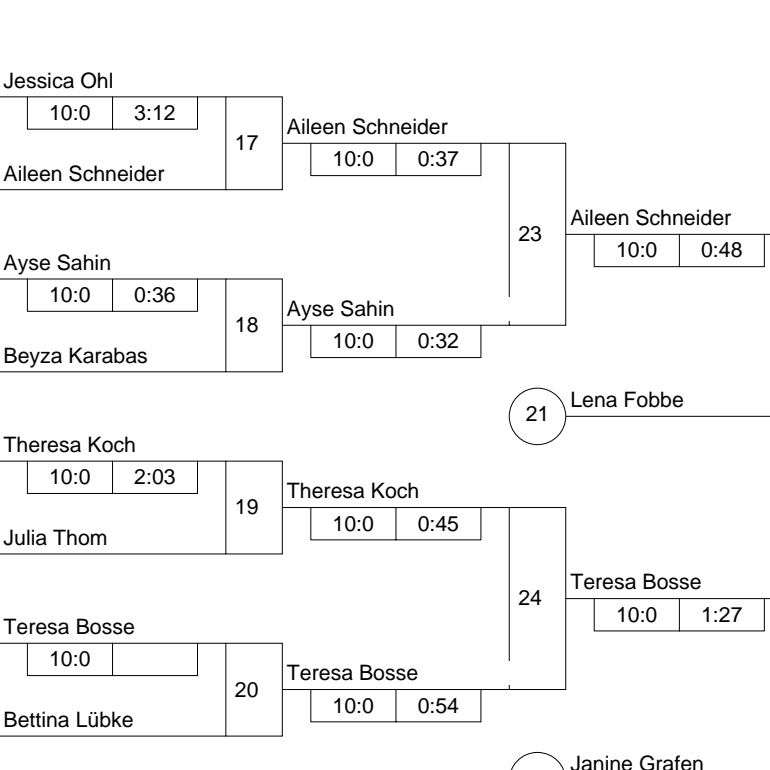 Jessica Ohl
10:0 3:12
17
Aileen Schneider
Aileen Schneider
10:0 0:37
23
Aileen Schneider
10:0 0:48
Ayse Sahin
10:0 0:36
18
Ayse Sahin
10:0 0:32
Beyza Karabas
21
Lena Fobbe
Theresa Koch
10:0 2:03
19
Theresa Koch
10:0 0:45
Julia Thom
24
Teresa Bosse
10:0 1:27
Teresa Bosse
10:0
20
Teresa Bosse
10:0 0:54
Bettina Lübke
Janine Grafen